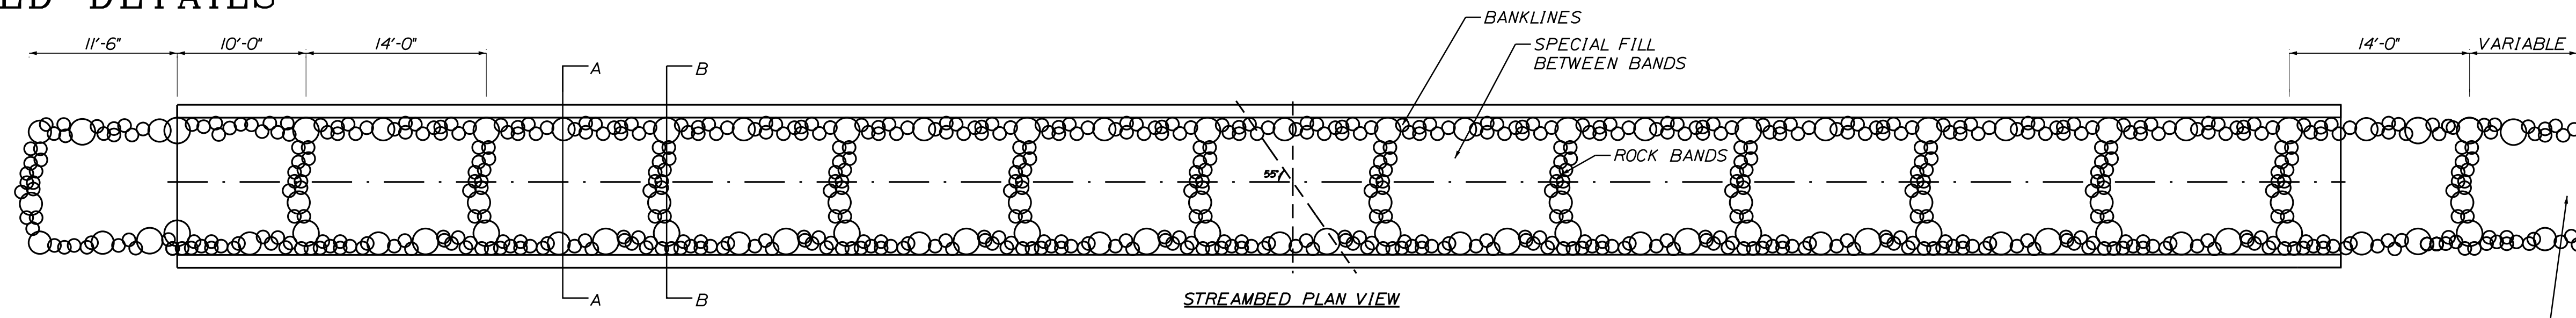 DETAILS
BANKLINES
11'-6"
10'-0"
14'-0"
SPECIAL FILL
BETWEEN BANDS
14'-0"
VARIABLE
A
B
ROCK BANDS
55°
A
B
STREAMBED PLAN VIEW